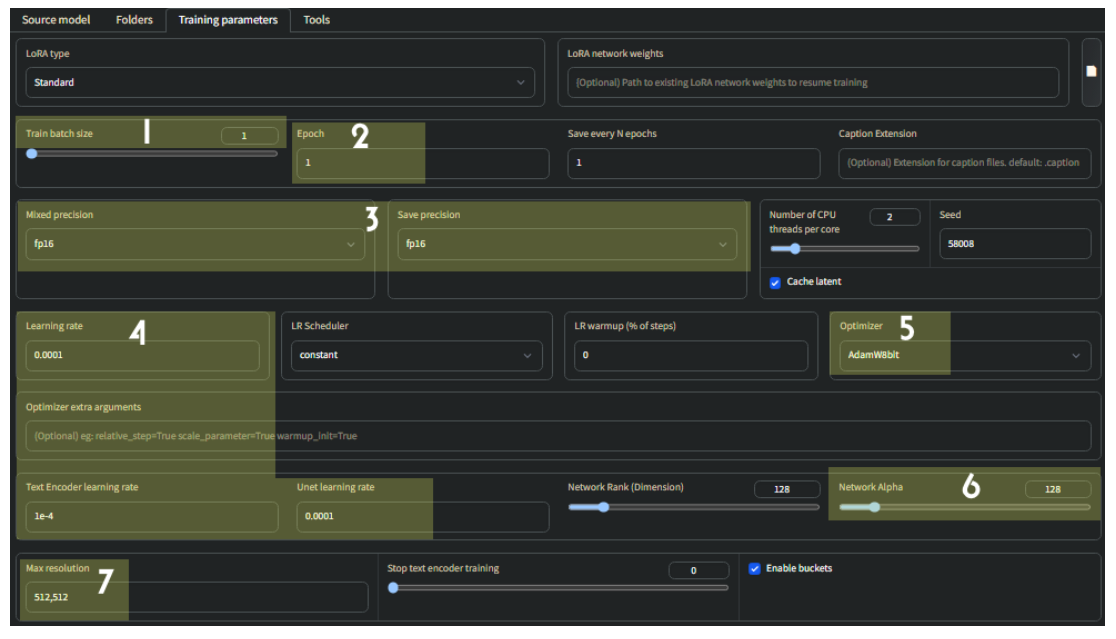 Source model Folders Training parameters Tools
LoRA type
Standard
LoRA network weights
(Optional) Path to existing LoRA network weights to resume training
Train batch size 1 1
Epoch 2
1
Save every N epochs
1
Caption Extension
(Optional) Extension for caption files. default: .caption
Mixed precision
fp16
3
Save precision
fp16
Number of CPU
threads per core
2
Seed
58008
Cache latent
Learning rate 4
0.0001
LR Scheduler
constant
LR warmup (% of steps)
0
Optimizer 5
AdamW8bit
Optimizer extra arguments
(Optional) eg: relative_step=True scale_parameter=True warmup_init=True
Text Encoder learning rate
1e-4
Unet learning rate
0.0001
Network Rank (Dimension) 128
Network Alpha 6 128
Max resolution 7
512,512
Stop text encoder training 0
Enable buckets